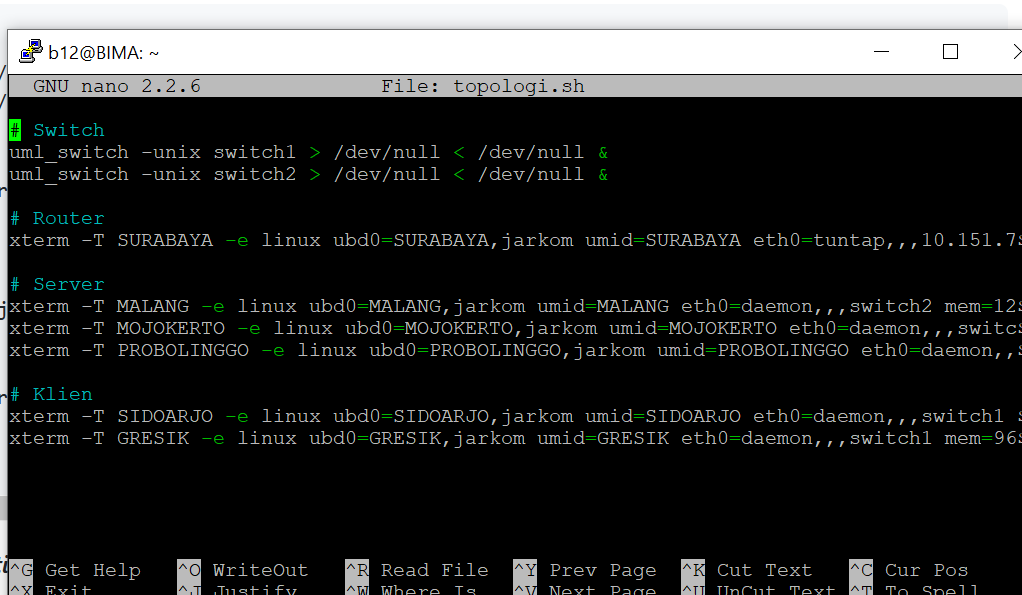 b12@BIMA: ~
GNU nano 2.2.6 File: topologi.sh
# Switch
uml_switch -unix switch1 > /dev/null < /dev/null &
uml_switch -unix switch2 > /dev/null < /dev/null &
# Router
xterm -T SURABAYA -e linux ubd0=SURABAYA,jarkom umid=SURABAYA eth0=tuntap,,,10.151.7$
# Server
xterm -T MALANG -e linux ubd0=MALANG,jarkom umid=MALANG eth0=daemon,,,switch2 mem=12$
xterm -T MOJOKERTO -e linux ubd0=MOJOKERTO,jarkom umid=MOJOKERTO eth0=daemon,,,switc$
xterm -T PROBOLINGGO -e linux ubd0=PROBOLINGGO,jarkom umid=PROBOLINGGO eth0=daemon,,$
# Klien
xterm -T SIDOARJO -e linux ubd0=SIDOARJO,jarkom umid=SIDOARJO eth0=daemon,,,switch1 $
xterm -T GRESIK -e linux ubd0=GRESIK,jarkom umid=GRESIK eth0=daemon,,,switch1 mem=96$
^G Get Help ^O WriteOut ^R Read File ^Y Prev Page ^K Cut Text ^C Cur Pos
^X Exit ^J Justify ^W Where Is ^V Next Page ^U UnCut Text ^T To Spell